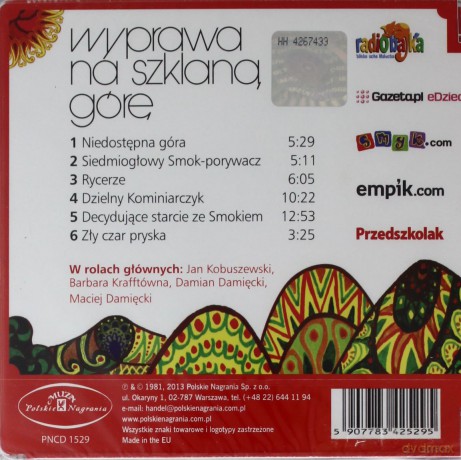 wyprawa
na szklaną
górę
HH 4267433
radiobajka
Gazeta.pl eDziec
smyk.com
empik.com
Przedszkolak
1 Niedostępna góra 5:29
2 Siedmiogłowy Smok-porywacz 5:11
3 Rycerze 6:05
4 Dzielny Kominiarczyk 10:22
5 Decydujące starcie ze Smokiem 12:53
6 Zły czar pryska 3:25
W rolach głównych: Jan Kobuszewski,
Barbara Krafftówna, Damian Damięcki,
Maciej Damięcki
MUZA
Polskie Nagrania
PNCD 1529
℗ & © 1981, 2013 Polskie Nagrania Sp. z o.o.
ul. Okaryny 1, 02-787 Warszawa, tel. (+48 22) 644 11 94
e-mail: handel@polskienagrania.com.pl
www.polskienagrania.com.pl
Wszystkie znaki towarowe i logotypy zastrzeżone
Made in the EU
5 907783 425295
dvdmax